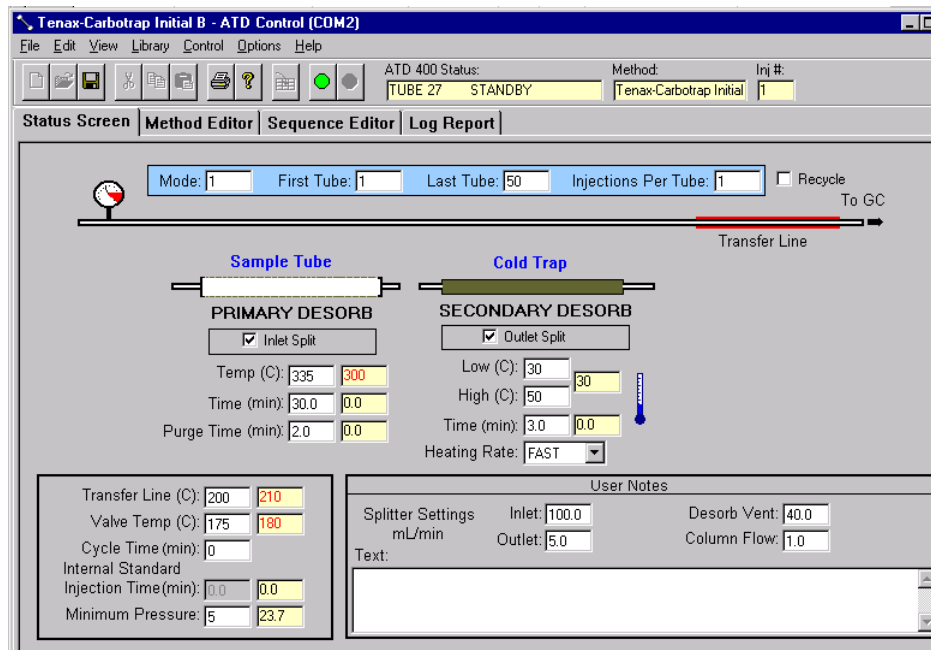 Tenax-Carbotrap Initial B - ATD Control (COM2)
File Edit View Library Control Options Help
ATD 400 Status: Method: Inj #:
TUBE 27 STANDBY Tenax-Carbotrap Initial 1
Status Screen Method Editor Sequence Editor Log Report
Mode: 1 First Tube: 1 Last Tube: 50 Injections Per Tube: 1 Recycle
To GC
Transfer Line
Sample Tube Cold Trap
PRIMARY DESORB SECONDARY DESORB
Inlet Split Outlet Split
Temp (C): 335 300 Low (C): 30 30
High (C): 50
Time (min): 30.0 0.0 Time (min): 3.0 0.0
Purge Time (min): 2.0 0.0 Heating Rate: FAST
Transfer Line (C): 200 210
Valve Temp (C): 175 180
Cycle Time (min): 0
Internal Standard
Injection Time(min): 0.0 0.0
Minimum Pressure: 5 23.7
User Notes
Splitter Settings Inlet: 100.0 Desorb Vent: 40.0
mL/min Outlet: 5.0 Column Flow: 1.0
Text: